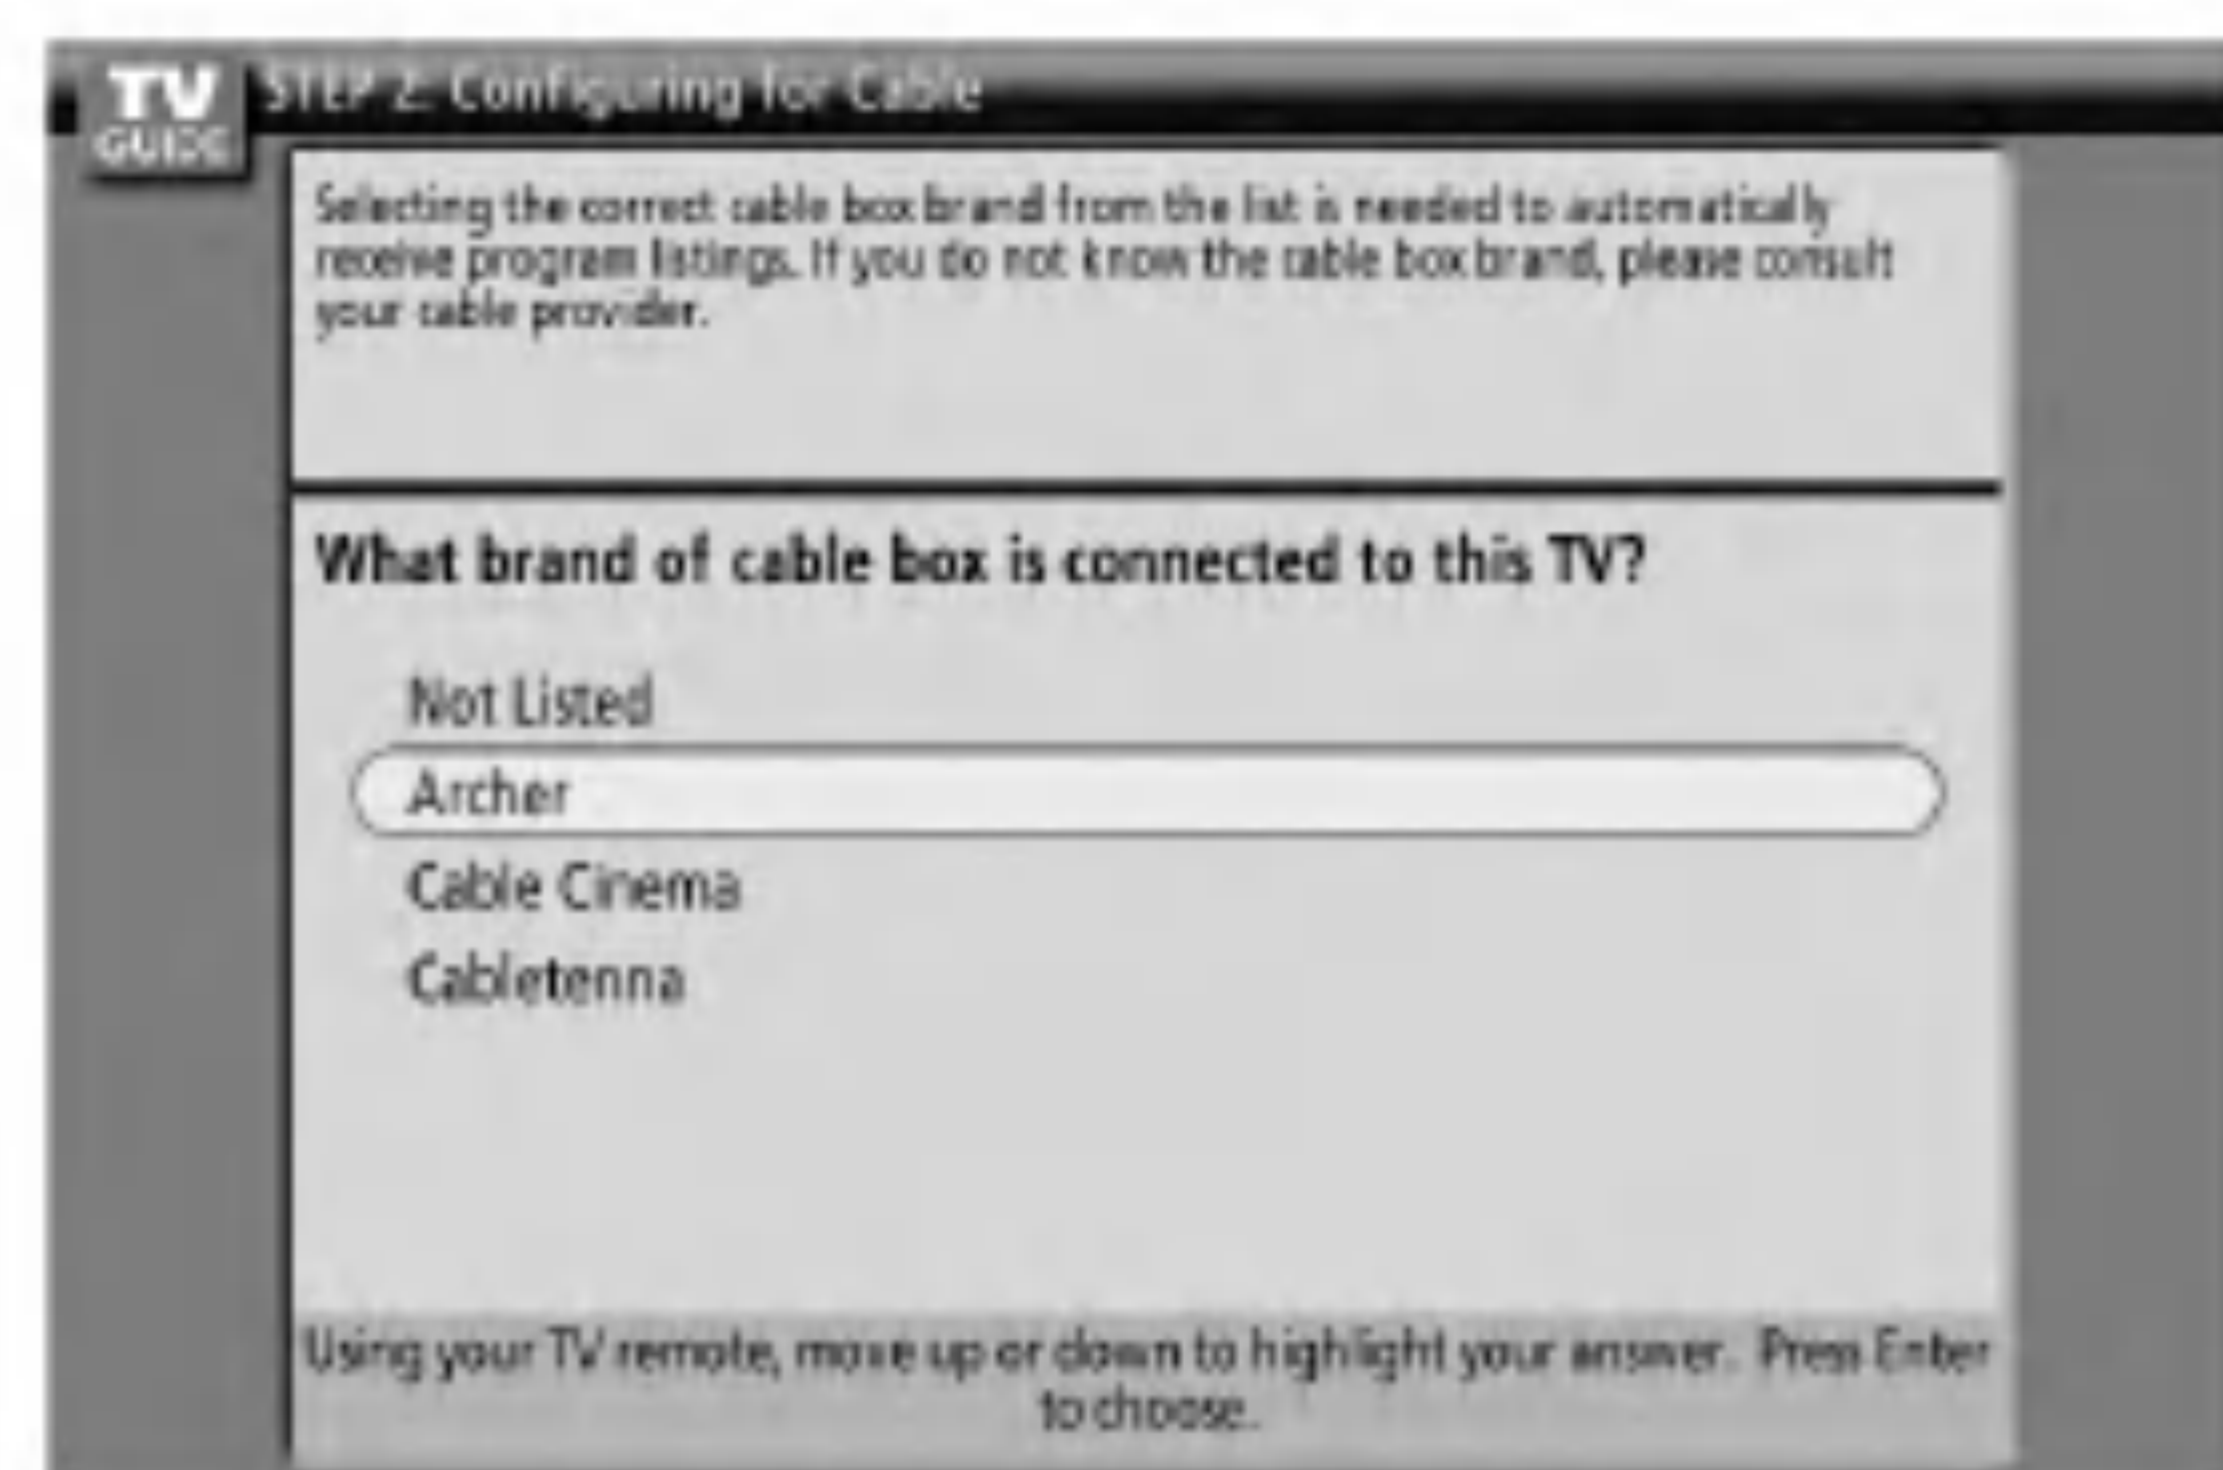 TV
GUIDE
STEP 2: Configuring for Cable
Selecting the correct cable box brand from the list is needed to automatically
receive program listings. If you do not know the cable box brand, please consult
your cable provider.
What brand of cable box is connected to this TV?
Not Listed
Archer
Cable Cinema
Cabletenna
Using your TV remote, move up or down to highlight your answer. Press Enter
to choose.